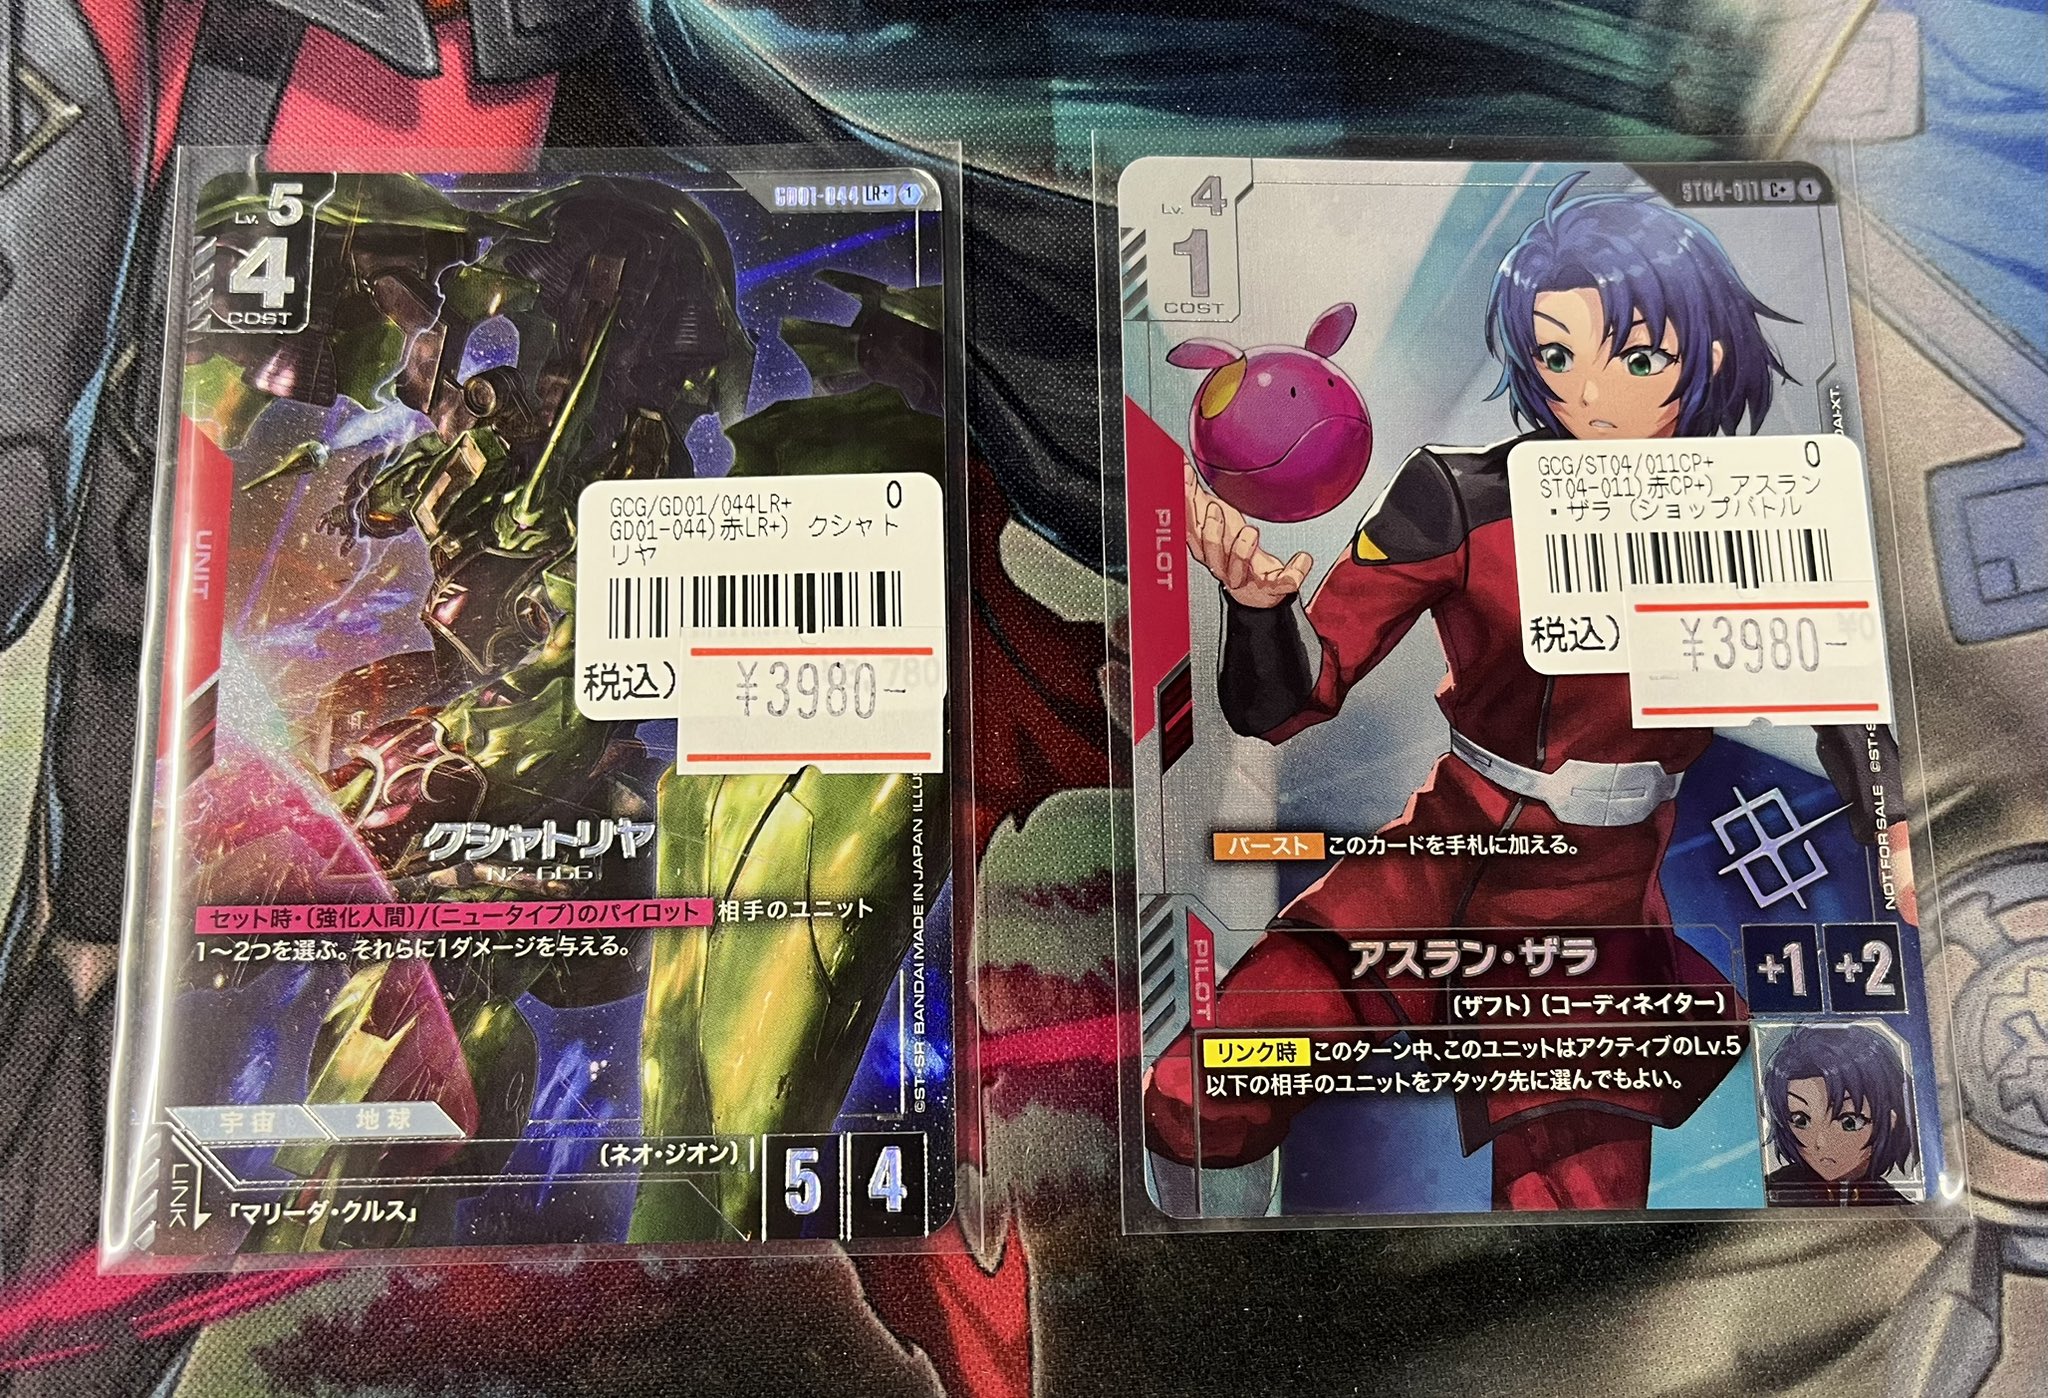 Lv. 5
4
COST
GD01-044 LR+ 1
UNIT
GCG/GD01/044LR+ 0
GD01-044)赤LR+) クシャト
リヤ
税込)
¥3980-
クシャトリヤ
NZ-666
セット時・〔強化人間〕/〔ニュータイプ〕のパイロット 相手のユニット
1～2つを選ぶ。それらに1ダメージを与える。
宇宙 地球
(ネオ・ジオン)
5 4
LINK
「マリーダ・クルス」
©ST・SR BANDAI MADE IN JAPAN ILLUS
Lv. 4
1
COST
ST04-011 C+ 1
PILOT
GCG/ST04/011CP+ 0
ST04-011)赤CP+) アスラン
・ザラ (ショップバトル
税込)
¥3980-
バースト このカードを手札に加える。
PILOT
アスラン・ザラ
+1 +2
(ザフト) (コーディネイター)
リンク時 このターン中、このユニットはアクティブのLv.5
以下の相手のユニットをアタック先に選んでもよい。
NOT FOR SALE ©ST・S